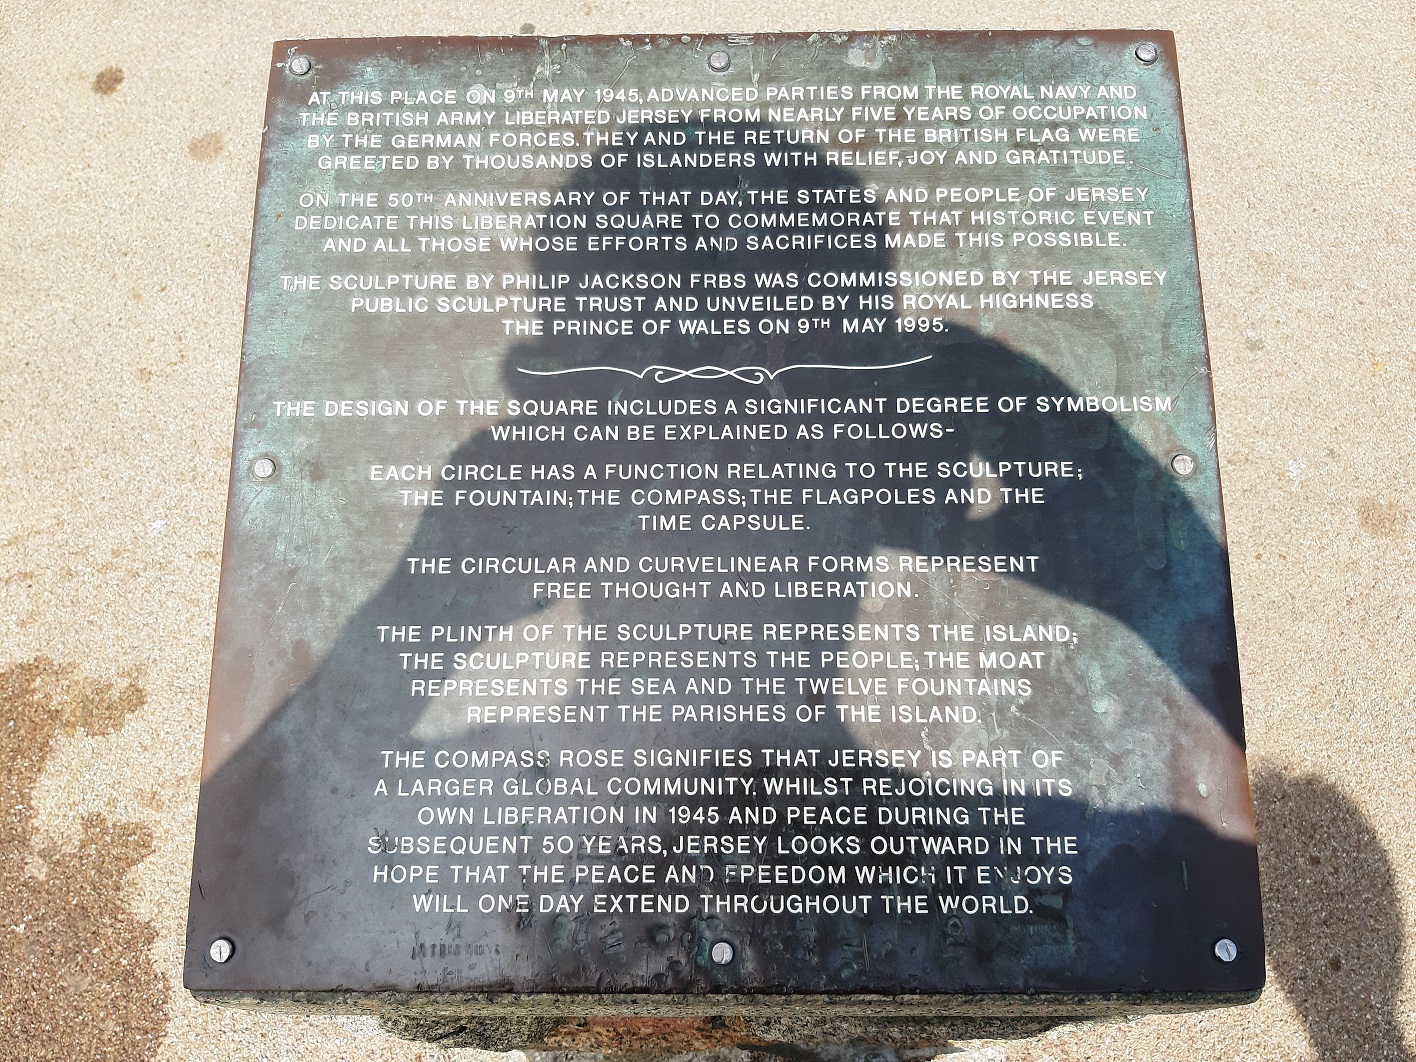 AT THIS PLACE ON 9TH MAY 1945, ADVANCED PARTIES FROM THE ROYAL NAVY AND
THE BRITISH ARMY LIBERATED JERSEY FROM NEARLY FIVE YEARS OF OCCUPATION
BY THE GERMAN FORCES. THEY AND THE RETURN OF THE BRITISH FLAG WERE
GREETED BY THOUSANDS OF ISLANDERS WITH RELIEF, JOY AND GRATITUDE.
ON THE 50TH ANNIVERSARY OF THAT DAY, THE STATES AND PEOPLE OF JERSEY
DEDICATE THIS LIBERATION SQUARE TO COMMEMORATE THAT HISTORIC EVENT
AND ALL THOSE WHOSE EFFORTS AND SACRIFICES MADE THIS POSSIBLE.
THE SCULPTURE BY PHILIP JACKSON FRBS WAS COMMISSIONED BY THE JERSEY
PUBLIC SCULPTURE TRUST AND UNVEILED BY HIS ROYAL HIGHNESS
THE PRINCE OF WALES ON 9TH MAY 1995.
THE DESIGN OF THE SQUARE INCLUDES A SIGNIFICANT DEGREE OF SYMBOLISM
WHICH CAN BE EXPLAINED AS FOLLOWS-
EACH CIRCLE HAS A FUNCTION RELATING TO THE SCULPTURE;
THE FOUNTAIN; THE COMPASS; THE FLAGPOLES AND THE
TIME CAPSULE.
THE CIRCULAR AND CURVELINEAR FORMS REPRESENT
FREE THOUGHT AND LIBERATION.
THE PLINTH OF THE SCULPTURE REPRESENTS THE ISLAND;
THE SCULPTURE REPRESENTS THE PEOPLE; THE MOAT
REPRESENTS THE SEA AND THE TWELVE FOUNTAINS
REPRESENT THE PARISHES OF THE ISLAND.
THE COMPASS ROSE SIGNIFIES THAT JERSEY IS PART OF
A LARGER GLOBAL COMMUNITY. WHILST REJOICING IN ITS
OWN LIBERATION IN 1945 AND PEACE DURING THE
SUBSEQUENT 50 YEARS, JERSEY LOOKS OUTWARD IN THE
HOPE THAT THE PEACE AND FREEDOM WHICH IT ENJOYS
WILL ONE DAY EXTEND THROUGHOUT THE WORLD.